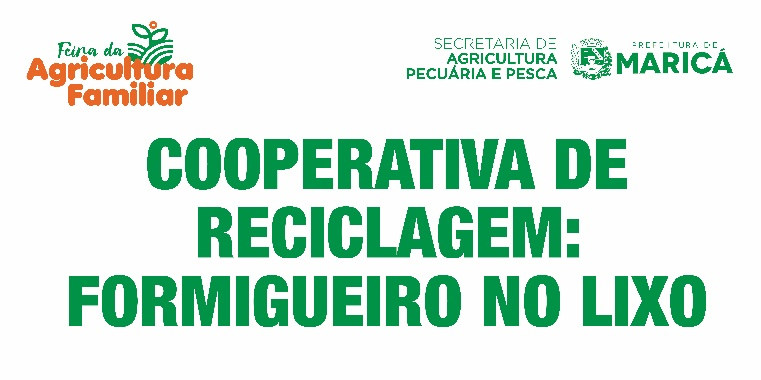 Feira da
Agricultura
Familiar
SECRETARIA DE
AGRICULTURA
PECUÁRIA E PESCA
PREFEITURA DE
MARICÁ
COOPERATIVA DE
RECICLAGEM:
FORMIGUEIRO NO LIXO